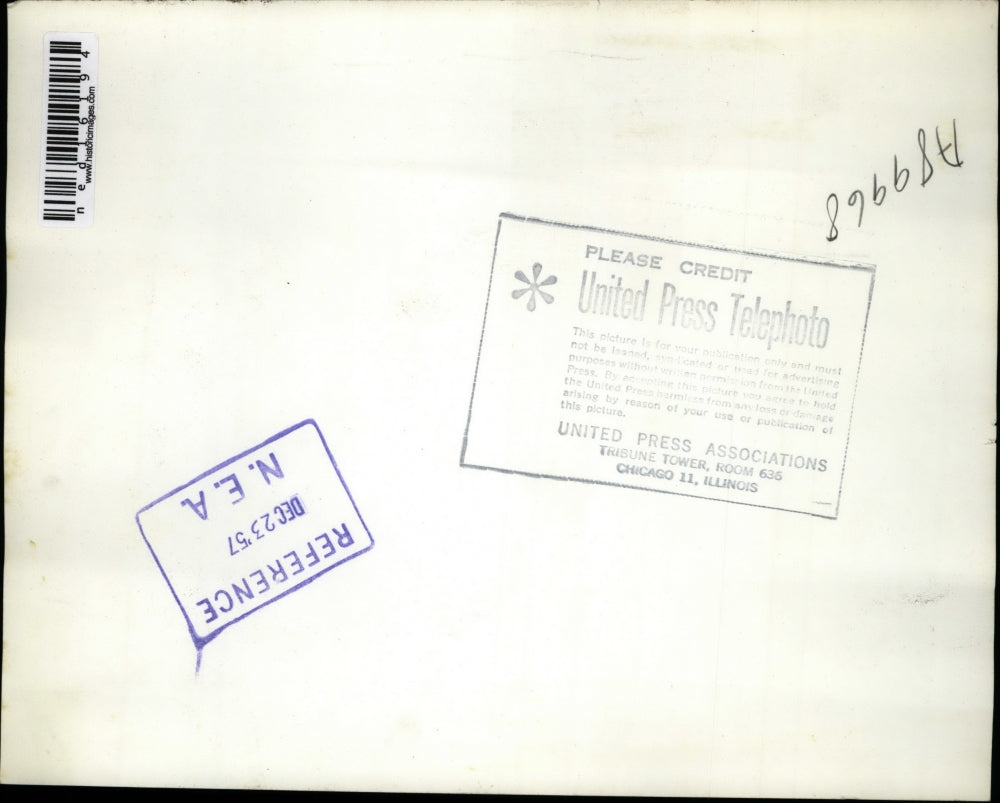 ned16194
www.historicimages.com
A89968
PLEASE CREDIT
United Press Telephoto
This picture is for your publication only and must
not be loaned, syndicated or used for advertising
purposes without written permission from the United
Press. By accepting this picture you agree to hold
the United Press harmless from any loss or damage
arising by reason of your use or publication of
this picture.
UNITED PRESS ASSOCIATIONS
TRIBUNE TOWER, ROOM 636
CHICAGO 11, ILLINOIS
REFERENCE
DEC 23 '57
N. E. A.